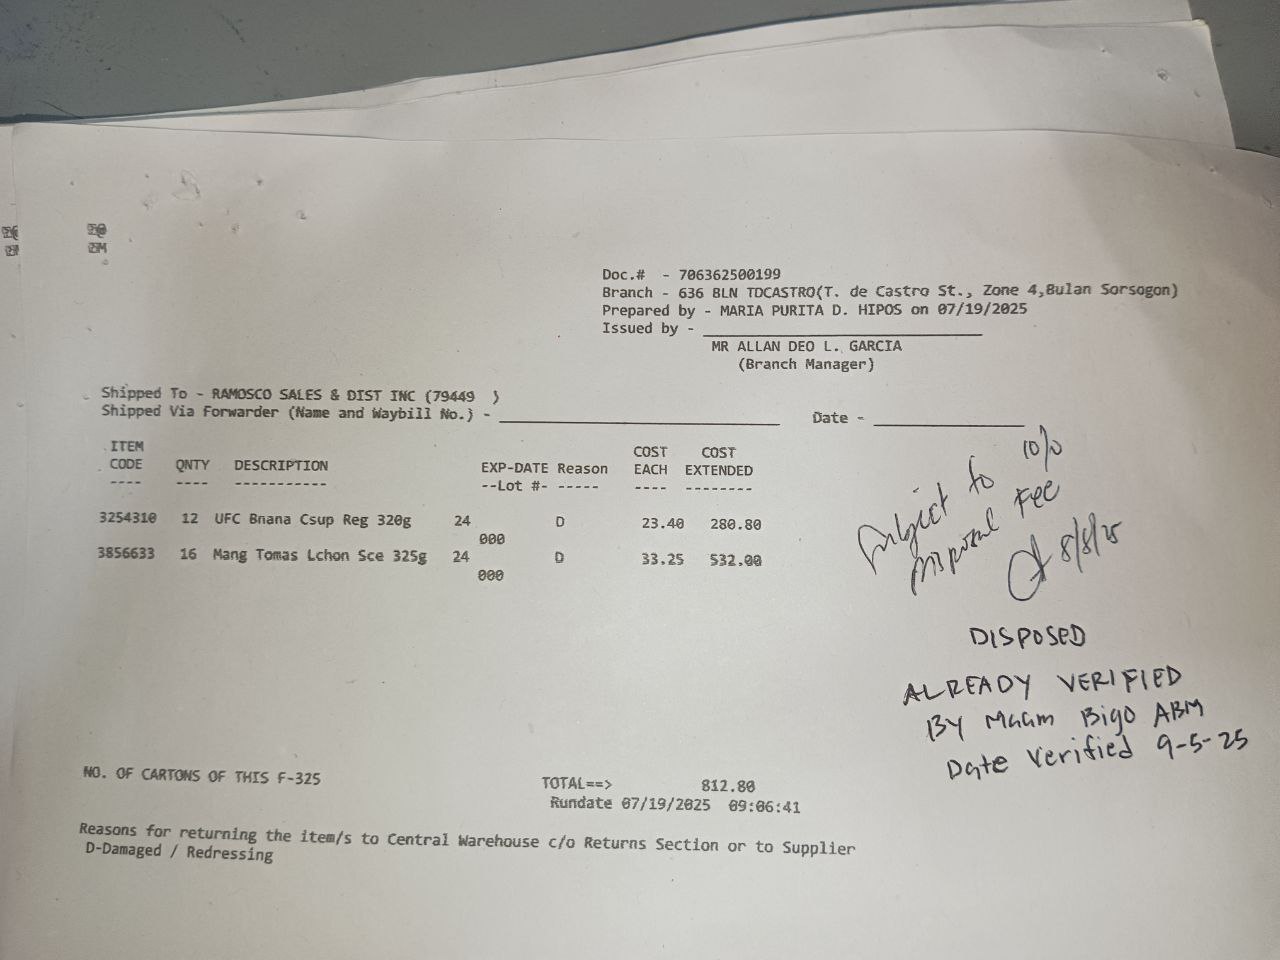 Doc.# - 706362500199
Branch - 636 BLN TDCASTRO(T. de Castro St., Zone 4,Bulan Sorsogon)
Prepared by - MARIA PURITA D. HIPOS on 07/19/2025
Issued by -
MR ALLAN DEO L. GARCIA
(Branch Manager)
Shipped To - RAMOSCO SALES & DIST INC (79449 )
Shipped Via Forwarder (Name and Waybill No.) - Date -
ITEM CODE QNTY DESCRIPTION EXP-DATE Reason COST EACH COST EXTENDED
---- ---- ----------- --Lot #- ----- ---- --------
3254310 12 UFC Bnana Csup Reg 320g 24 D 23.40 280.80
000
3856633 16 Mang Tomas Lchon Sce 325g 24 D 33.25 532.00
000
Subject to 10%
Disposal Fee
8/8/25
DISPOSED
ALREADY VERIFIED
BY Maam Bigo ABM
Date Verified 9-5-25
NO. OF CARTONS OF THIS F-325 TOTAL==> 812.80
Rundate 07/19/2025 09:06:41
Reasons for returning the item/s to Central Warehouse c/o Returns Section or to Supplier
D-Damaged / Redressing